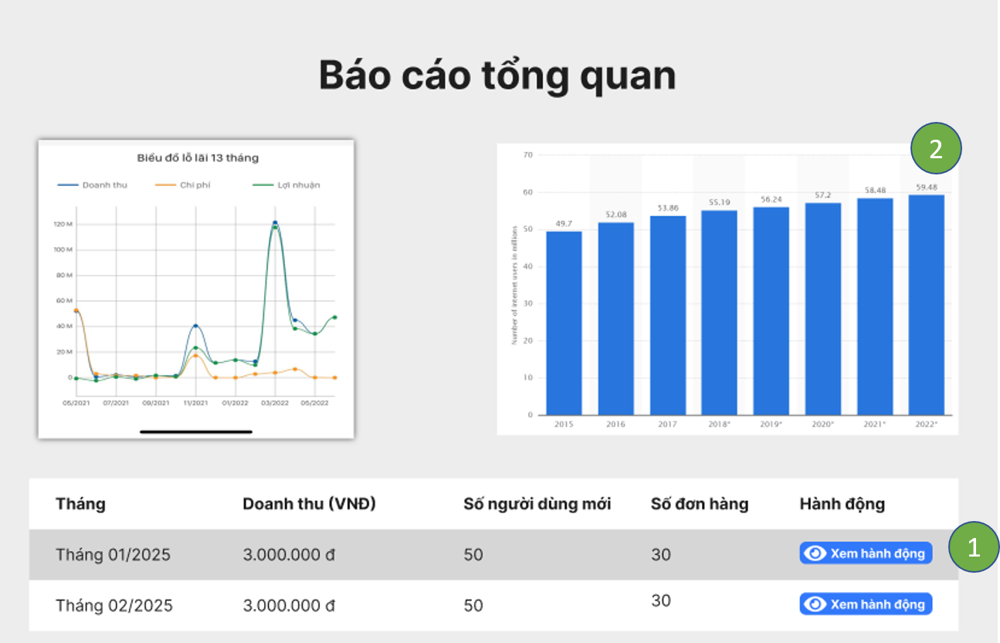 Báo cáo tổng quan
Biểu đồ lỗ lãi 13 tháng
Doanh thu Chi phí Lợi nhuận
120 M
100 M
80 M
60 M
40 M
20 M
0
05/2021 07/2021 09/2021 11/2021 01/2022 03/2022 05/2022
2
Number of internet users in millions
70
60
50
40
30
20
10
0
49.7 52.08 53.86 55.19 56.24 57.2 58.48 59.48
2015 2016 2017 2018* 2019* 2020* 2021* 2022*
Tháng Doanh thu (VNĐ) Số người dùng mới Số đơn hàng Hành động
Tháng 01/2025 3.000.000 đ 50 30 Xem hành động 1
Tháng 02/2025 3.000.000 đ 50 30 Xem hành động